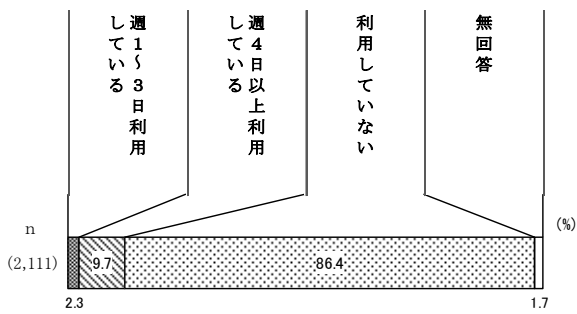 週１～３日利用
している
週４日以上利用
している
利用していない
無回答
n
(%)
(2,111)
9.7
86.4
2.3
1.7